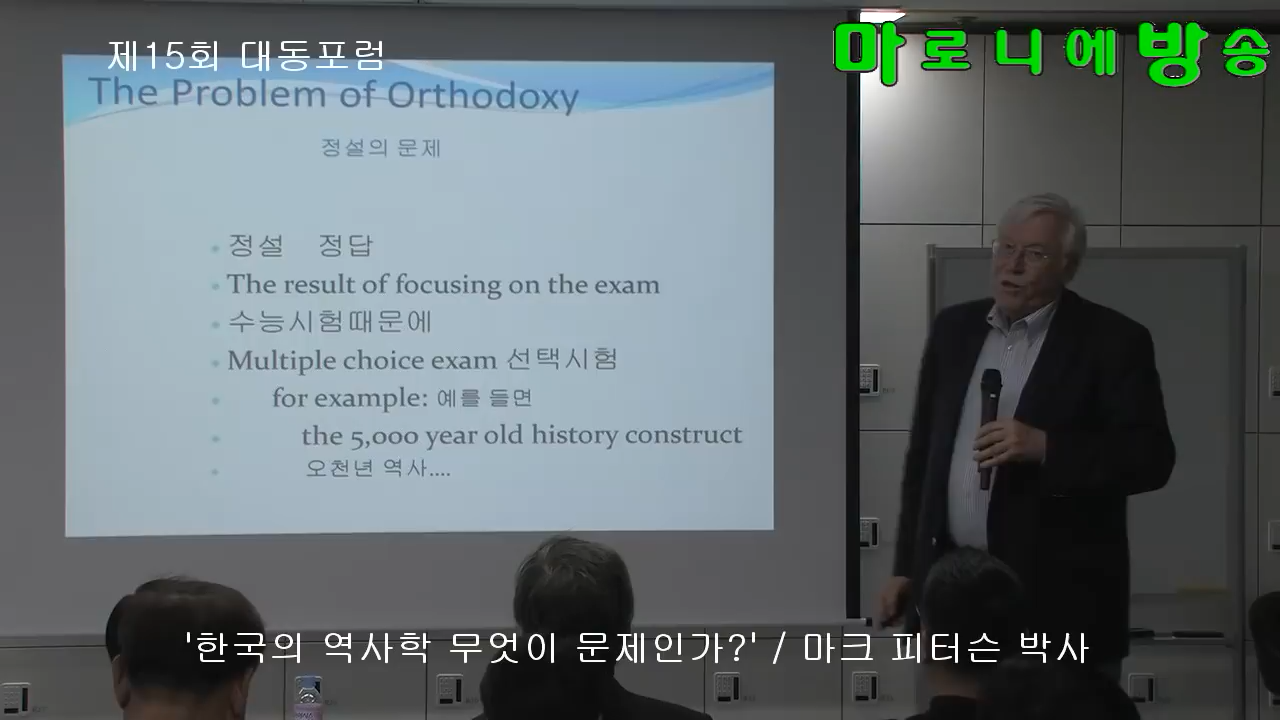 제15회 대동포럼
마로니에방송
The Problem of Orthodoxy
정설의 문제
정설 정답
The result of focusing on the exam
수능시험때문에
Multiple choice exam 선택시험
for example: 예를 들면
the 5,000 year old history construct
오천년 역사....
'한국의 역사학 무엇이 문제인가?' / 마크 피터슨 박사